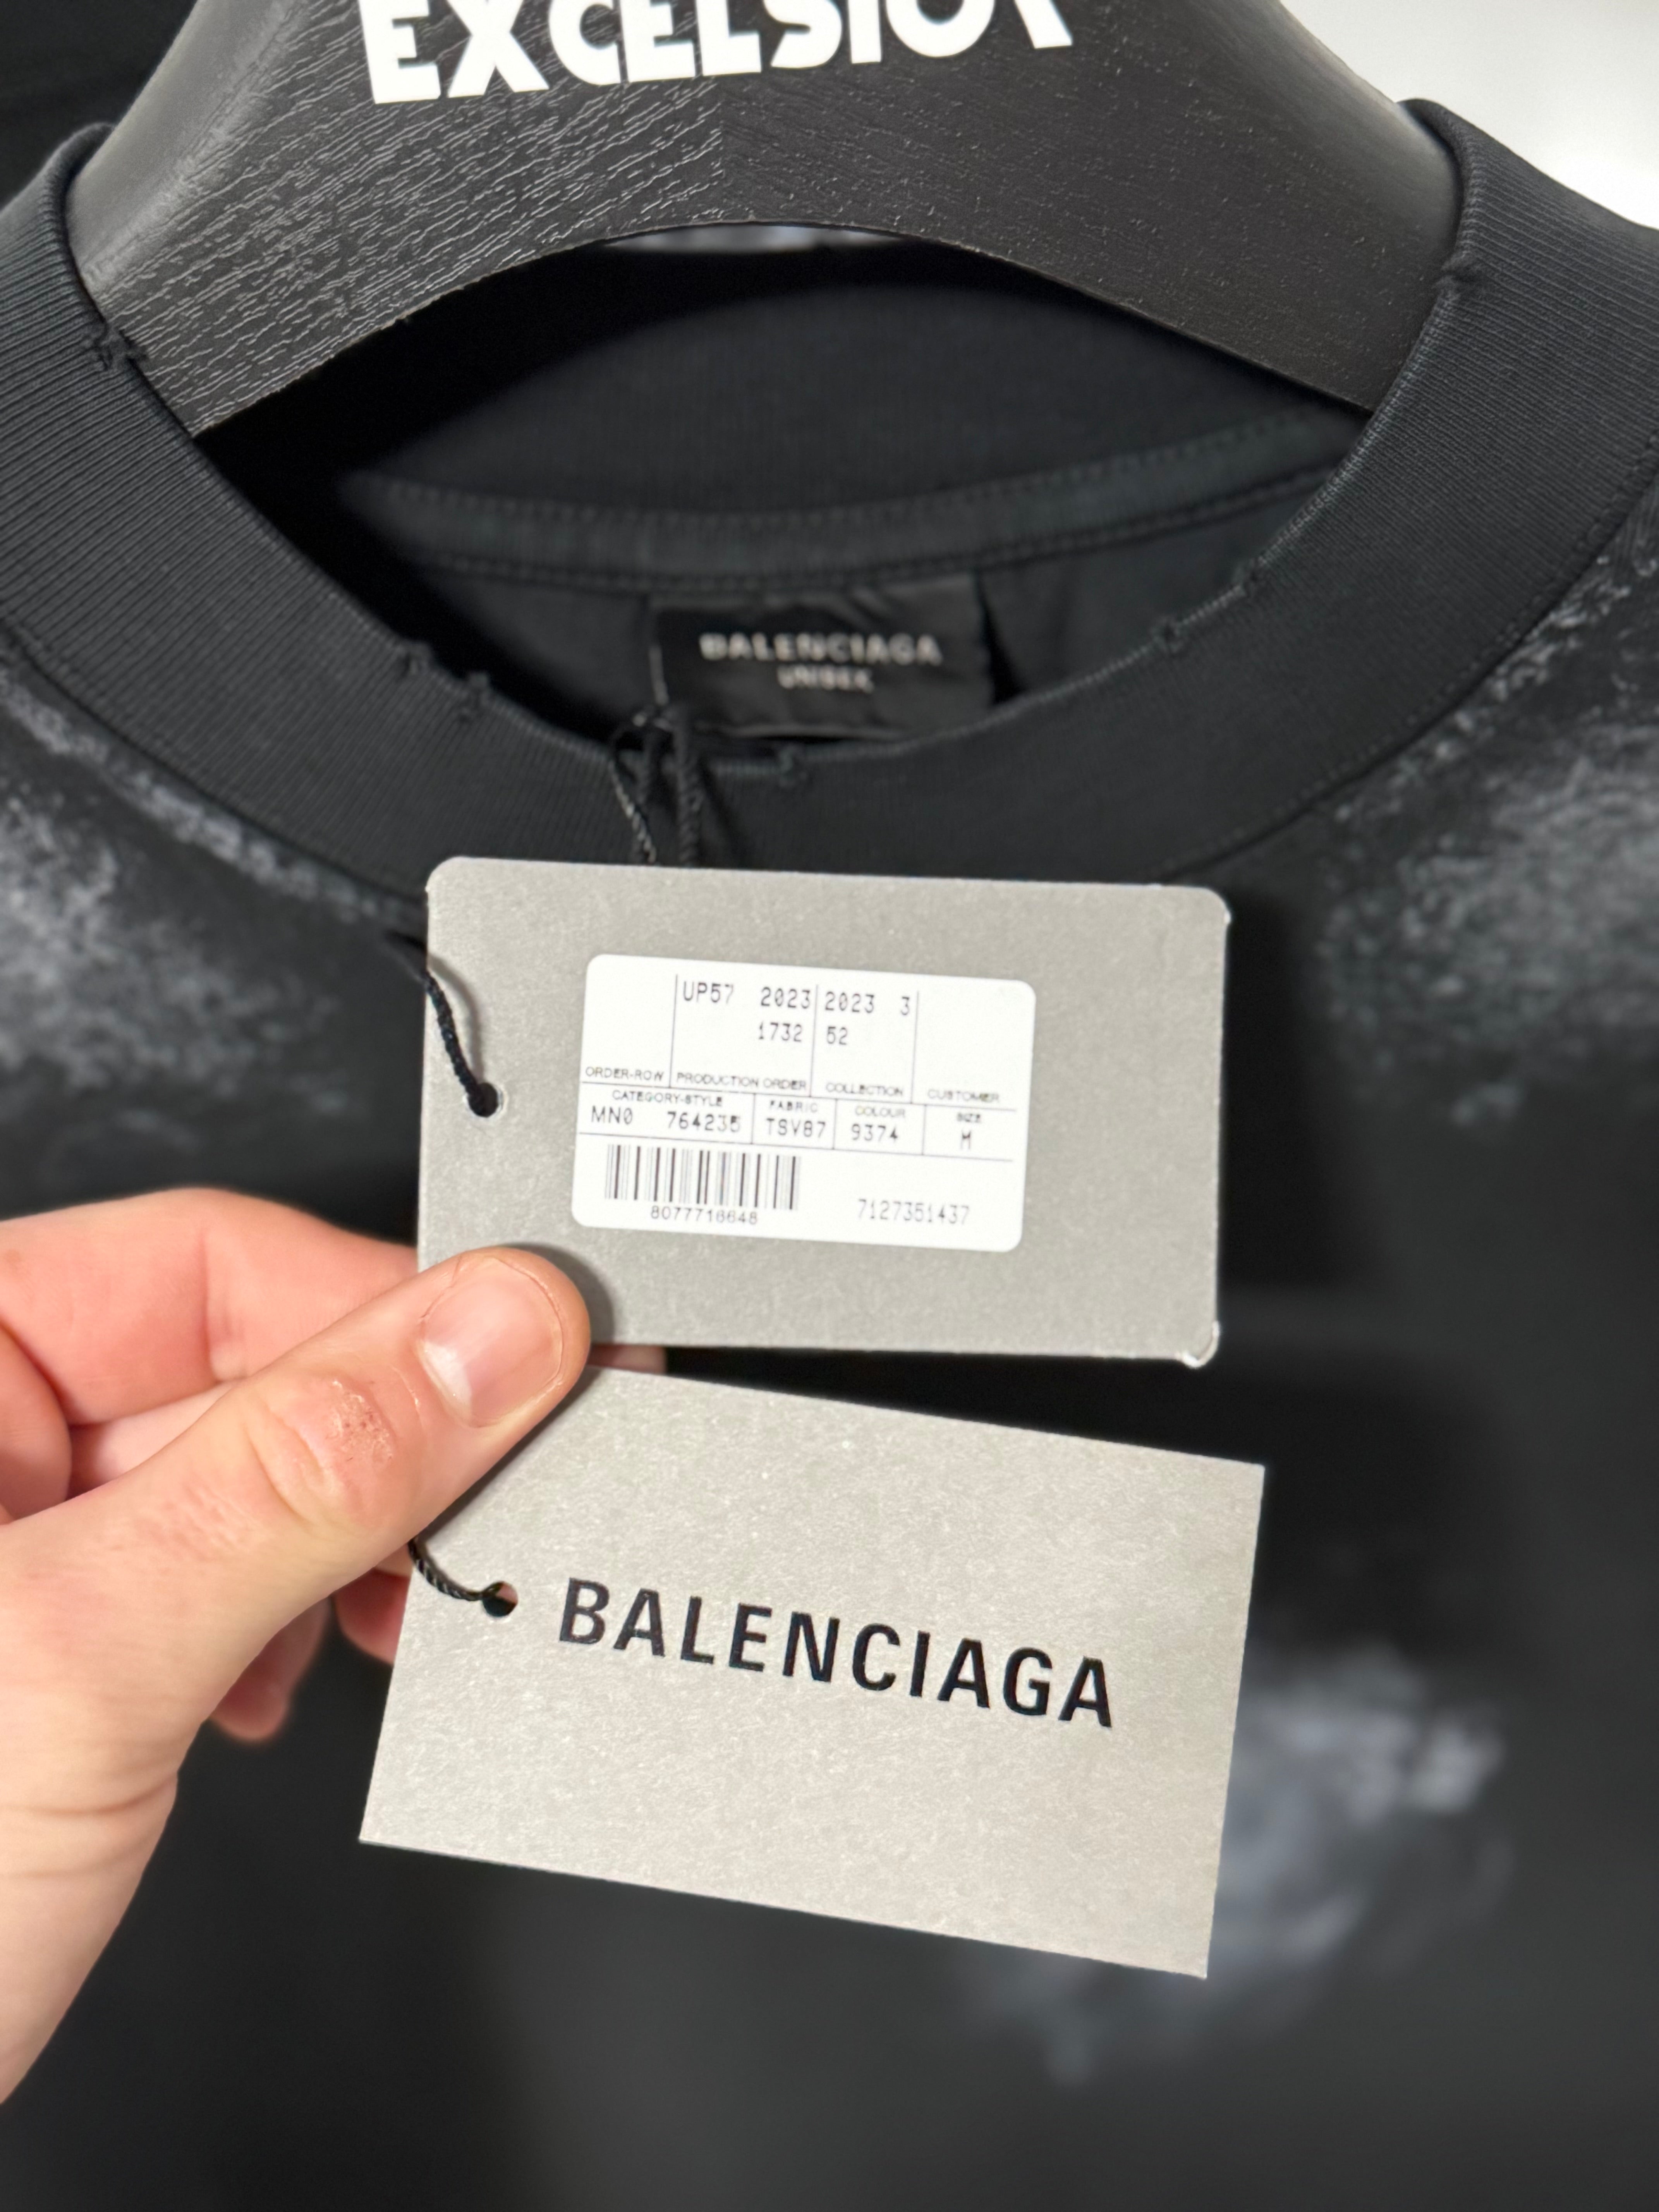 EXCELSIOR
BALENCIAGA
UNISEX
UP57 2023 2023 3
1732 52
ORDER-ROW PRODUCTION ORDER COLLECTION CUSTOMER
CATEGORY-STYLE FABRIC COLOUR SIZE
MN0 764235 TSV87 9374 M
8077716648 7127351437
BALENCIAGA